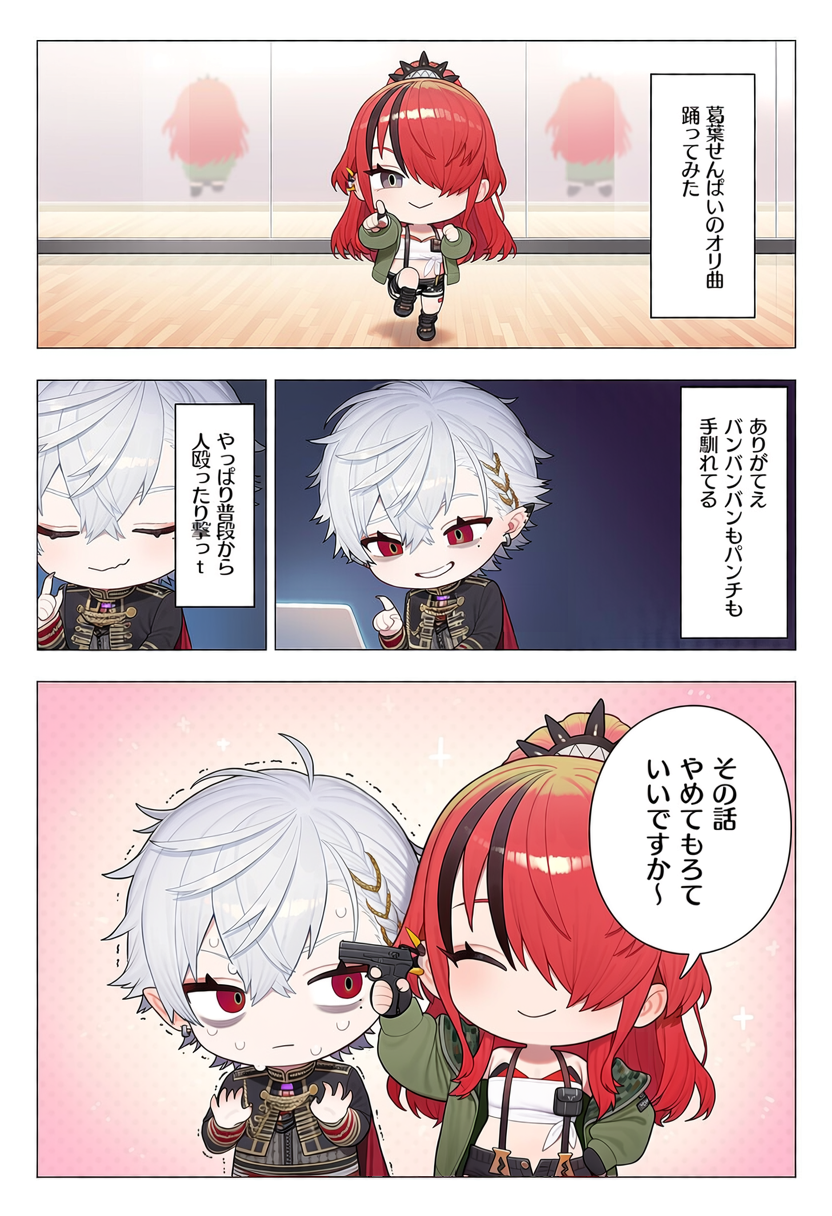 葛葉せんぱいのオリ曲
踊ってみた
ありがてえ
バンバンバンもパンチも
手馴れてる
やっぱり普段から
人殴ったり撃っt
その話
やめてもろて
いいですか～